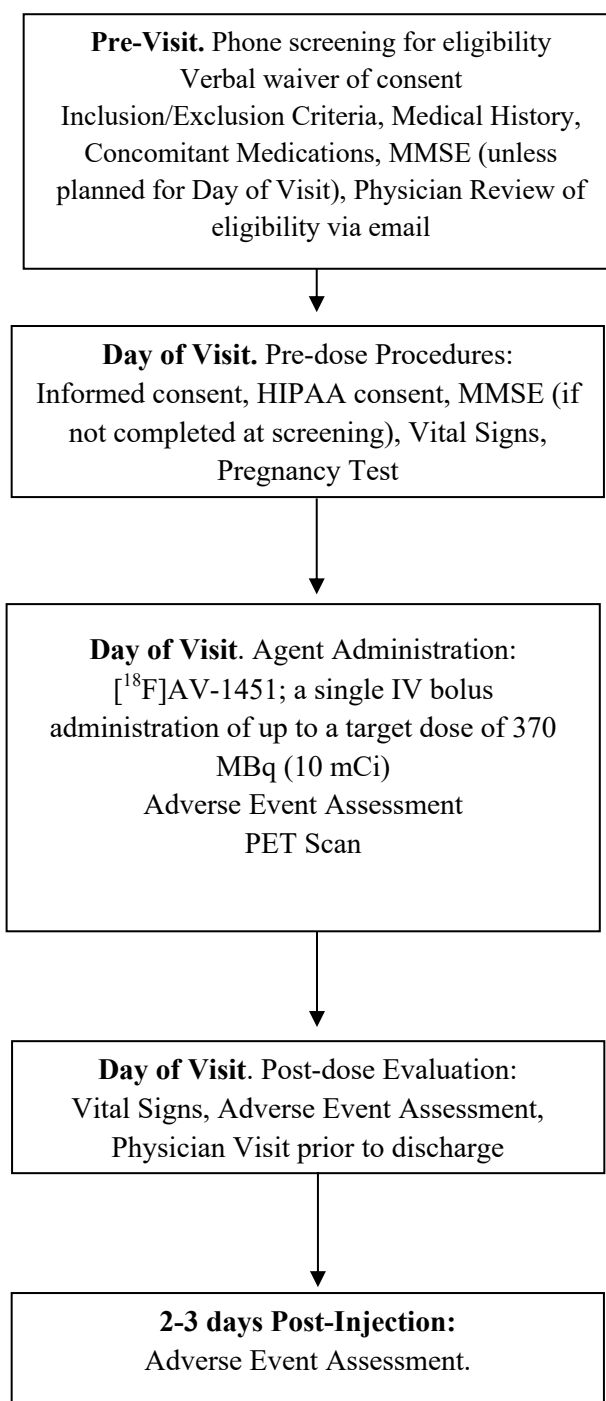 Pre-Visit. Phone screening for eligibility
Verbal waiver of consent
Inclusion/Exclusion Criteria, Medical History,
Concomitant Medications, MMSE (unless
planned for Day of Visit), Physician Review of
eligibility via email
Day of Visit. Pre-dose Procedures:
Informed consent, HIPAA consent, MMSE (if
not completed at screening), Vital Signs,
Pregnancy Test
Day of Visit. Agent Administration:
[¹⁸F]AV-1451; a single IV bolus
administration of up to a target dose of 370
MBq (10 mCi)
Adverse Event Assessment
PET Scan
Day of Visit. Post-dose Evaluation:
Vital Signs, Adverse Event Assessment,
Physician Visit prior to discharge
2-3 days Post-Injection:
Adverse Event Assessment.